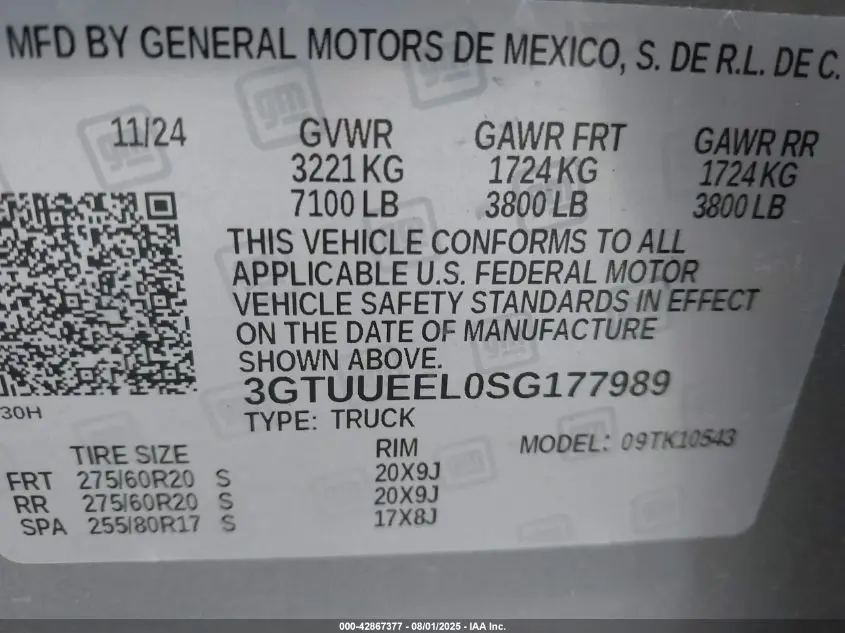 MFD BY GENERAL MOTORS DE MEXICO, S. DE R.L. DE C.
11/24 GVWR GAWR FRT GAWR RR
3221 KG 1724 KG 1724 KG
7100 LB 3800 LB 3800 LB
THIS VEHICLE CONFORMS TO ALL
APPLICABLE U.S. FEDERAL MOTOR
VEHICLE SAFETY STANDARDS IN EFFECT
ON THE DATE OF MANUFACTURE
SHOWN ABOVE.
3GTUUEEL0SG177989
30H
TYPE: TRUCK
TIRE SIZE RIM MODEL: 09TK10543
FRT 275/60R20 S 20X9J
RR 275/60R20 S 20X9J
SPA 255/80R17 S 17X8J
gm
000-42867377 - 08/01/2025 - IAA Inc.